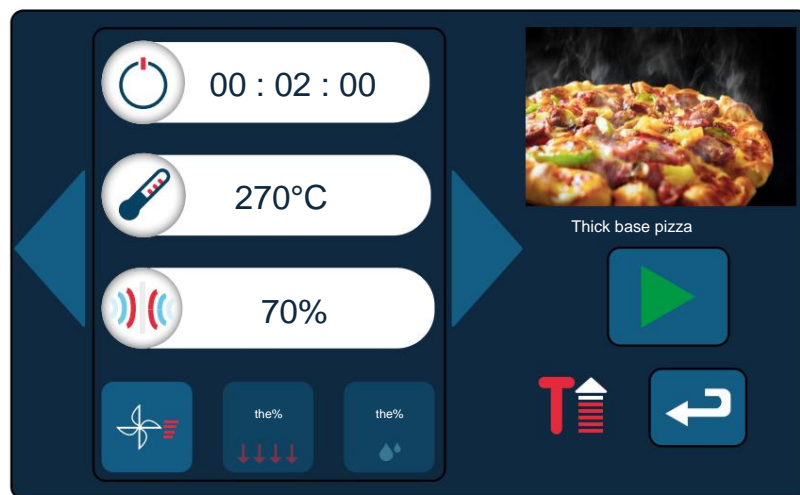 00 : 02 : 00
270°C
70%
the%
the%
Thick base pizza
T